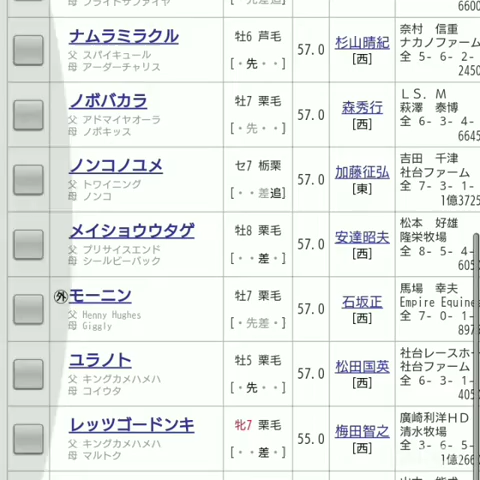 ナムラミラクル 牡6 芦毛 57.0 杉山晴紀 奈村 信重
父 スパイキュール [・先・・] [西] ナカノファーム
母 アーダーチャリス 全 5- 6- 2-
2450
ノボバカラ 牡7 栗毛 57.0 森秀行 ＬＳ．Ｍ
父 アドマイヤオーラ [・先・・] [西] 萩澤 泰博
母 ノボキッス 全 6- 3- 4-
6645
ノンコノユメ セ7 栃栗 57.0 加藤征弘 吉田 千津
父 トワイニング [・・差追] [東] 社台ファーム
母 ノンコ 全 7- 3- 1-
1億3725
メイショウウタゲ 牡8 栗毛 57.0 安達昭夫 松本 好雄
父 プリサイスエンド [・・差・] [西] 隆栄牧場
母 シールビーバック 全 8- 5- 4-
605
外 モーニン 牡7 栗毛 57.0 石坂正 馬場 幸夫
父 Henny Hughes [・先差・] [西] Empire Equine
母 Giggly 全 7- 0- 1-
897
ユラノト 牡5 栗毛 57.0 松田国英 社台レースホー
父 キングカメハメハ [・先・・] [西] 社台ファーム
母 コイウタ 全 6- 3- 1-
405
レッツゴードンキ 牝7 栗毛 55.0 梅田智之 廣崎利洋ＨＤ
父 キングカメハメハ [・・差・] [西] 清水牧場
母 マルトク 全 3- 6- 5-
1億266